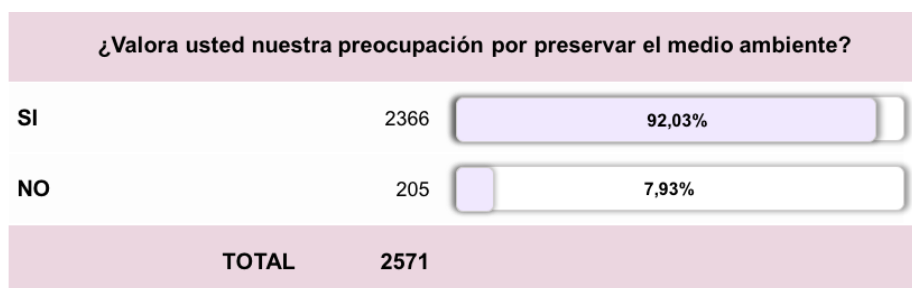 ¿Valora usted nuestra preocupación por preservar el medio ambiente?
SI 2366 92,03%
NO 205 7,93%
TOTAL 2571